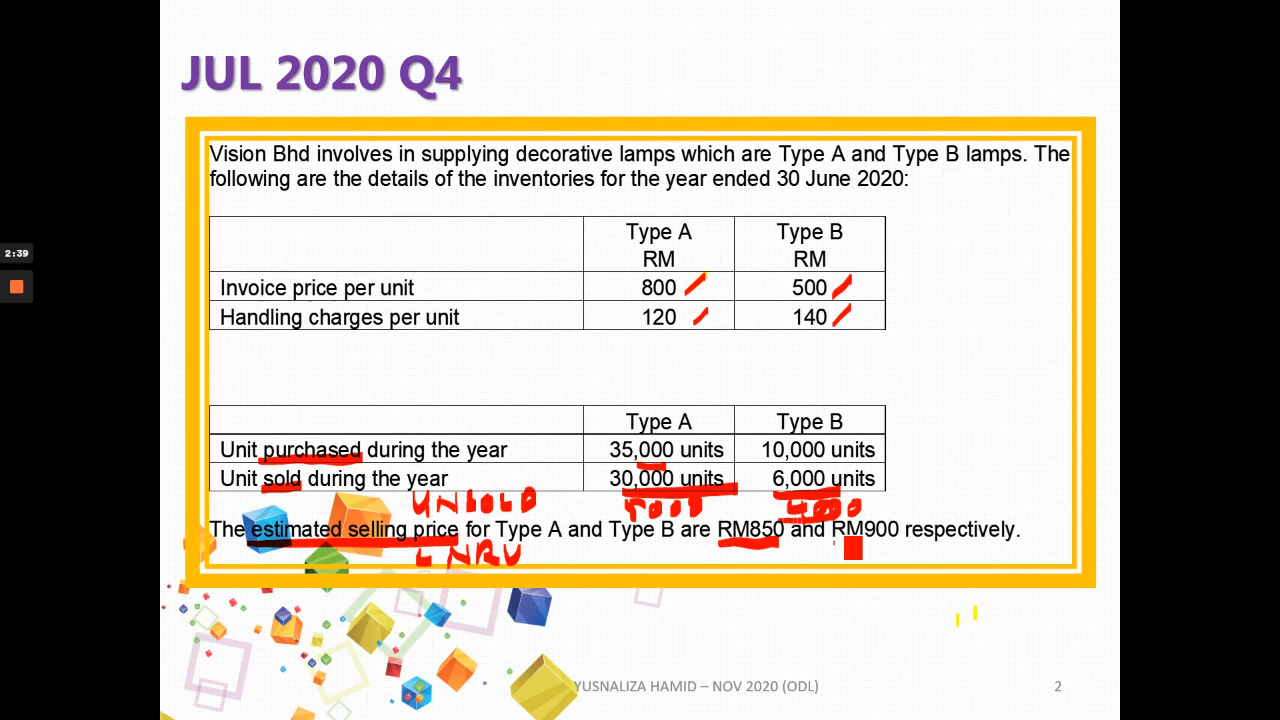 JUL 2020 Q4
Vision Bhd involves in supplying decorative lamps which are Type A and Type B lamps. The
following are the details of the inventories for the year ended 30 June 2020:
Type A Type B
RM RM
Invoice price per unit 800 500
Handling charges per unit 120 140
2:39
Type A Type B
Unit purchased during the year 35,000 units 10,000 units
Unit sold during the year 30,000 units 6,000 units
UNSOLD 5000 4000
The estimated selling price for Type A and Type B are RM850 and RM900 respectively.
NRV
YUSNALIZA HAMID – NOV 2020 (ODL) 2